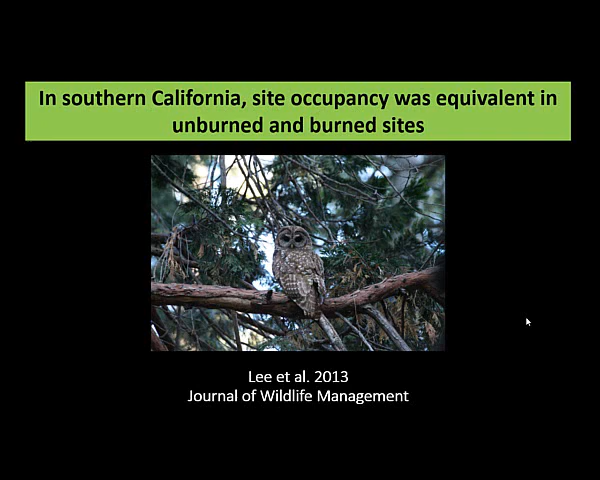 In southern California, site occupancy was equivalent in
unburned and burned sites
Lee et al. 2013
Journal of Wildlife Management